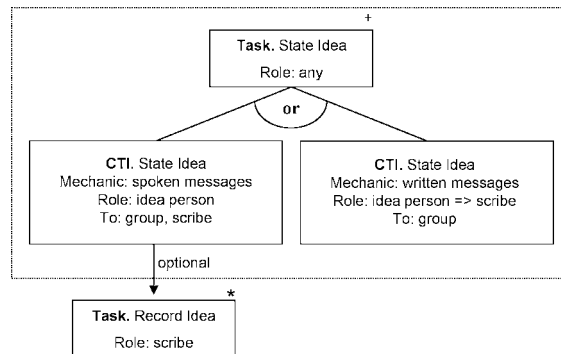 +
Task. State Idea
Role: any
or
CTI. State Idea
Mechanic: spoken messages
Role: idea person
To: group, scribe
CTI. State Idea
Mechanic: written messages
Role: idea person => scribe
To: group
optional
*
Task. Record Idea
Role: scribe